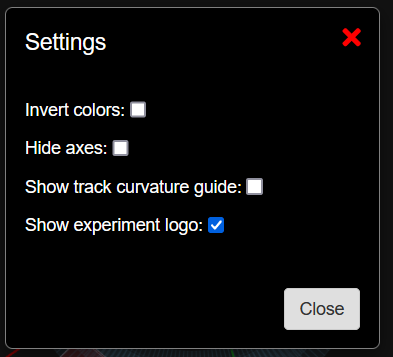 Settings
Invert colors:
Hide axes:
Show track curvature guide:
Show experiment logo:
Close